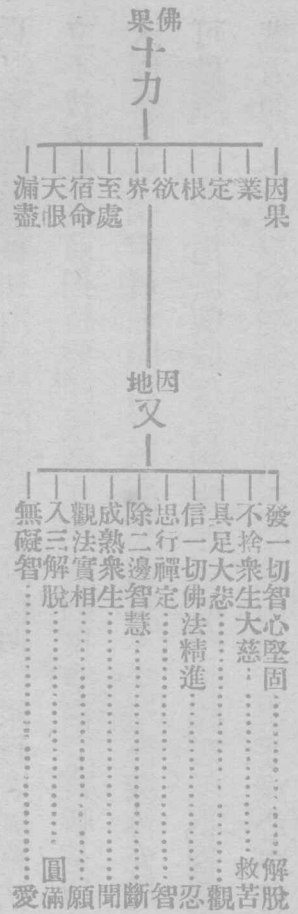 佛果
十力
因果
業
定
根
欲
界
至處
宿命
天眼
漏盡
因地
又
發一切智心堅固……解脫
不捨衆生大慈……救苦
具足大悲……觀
信一切佛法精進……忍
思行禪定……智
除二邊智慧……斷
成熟衆生……聞
觀法實相……願
入三解脫……圓滿
無礙智……愛